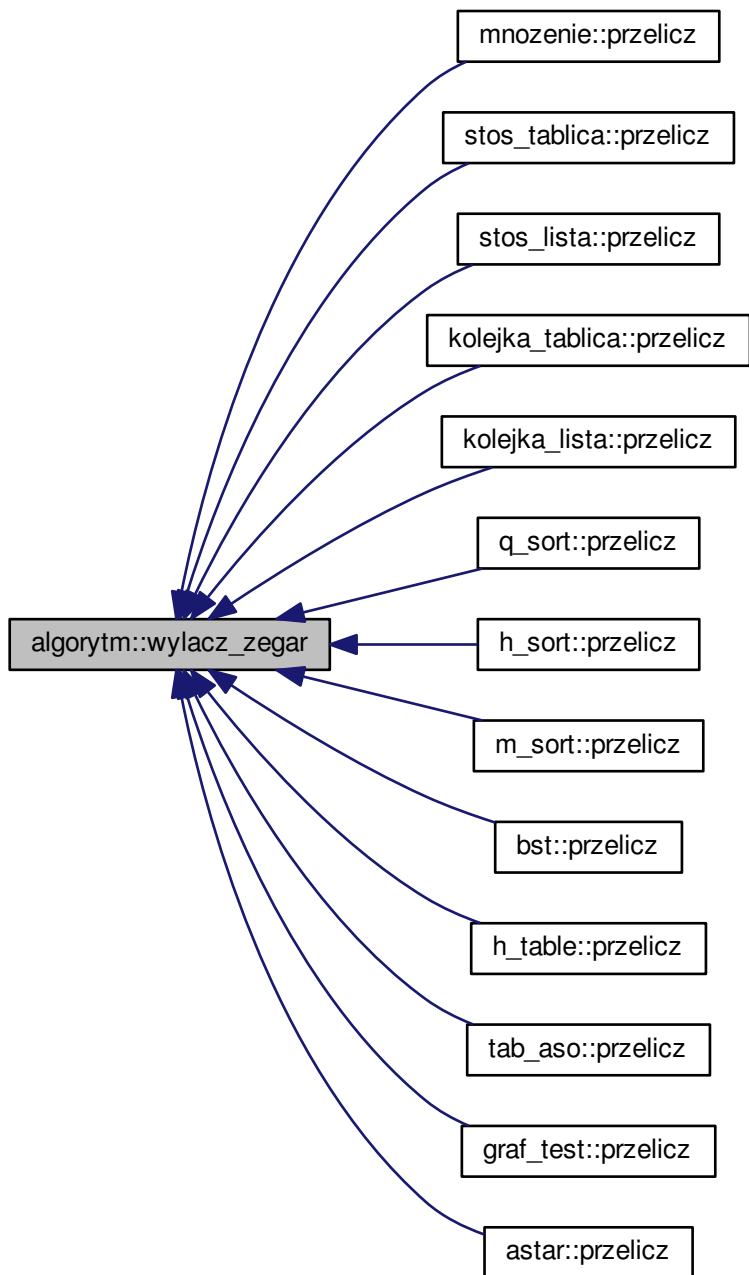 mnozenie::przelicz
stos_tablica::przelicz
stos_lista::przelicz
kolejka_tablica::przelicz
kolejka_lista::przelicz
q_sort::przelicz
algorytm::wylacz_zegar
h_sort::przelicz
m_sort::przelicz
bst::przelicz
h_table::przelicz
tab_aso::przelicz
graf_test::przelicz
astar::przelicz